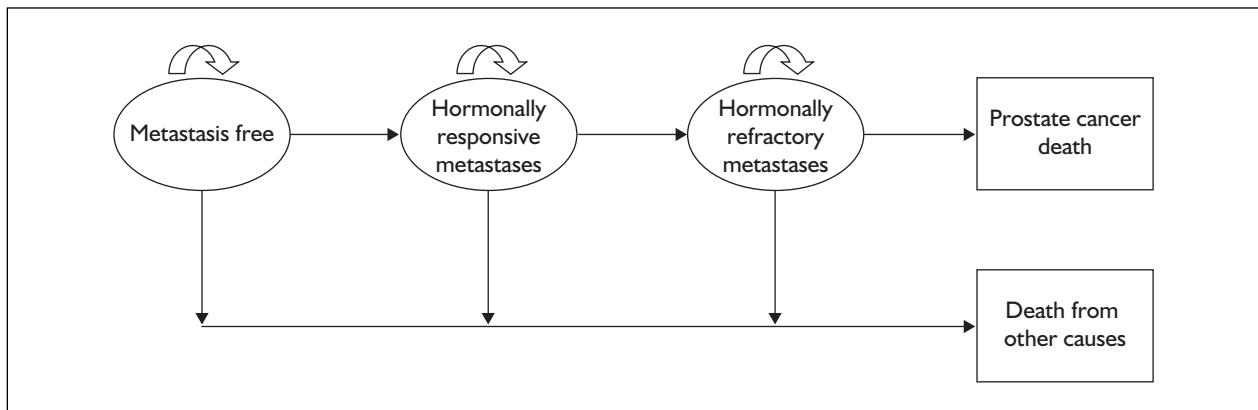 Metastasis free
Hormonally
responsive
metastases
Hormonally
refractory
metastases
Prostate cancer
death
Death from
other causes